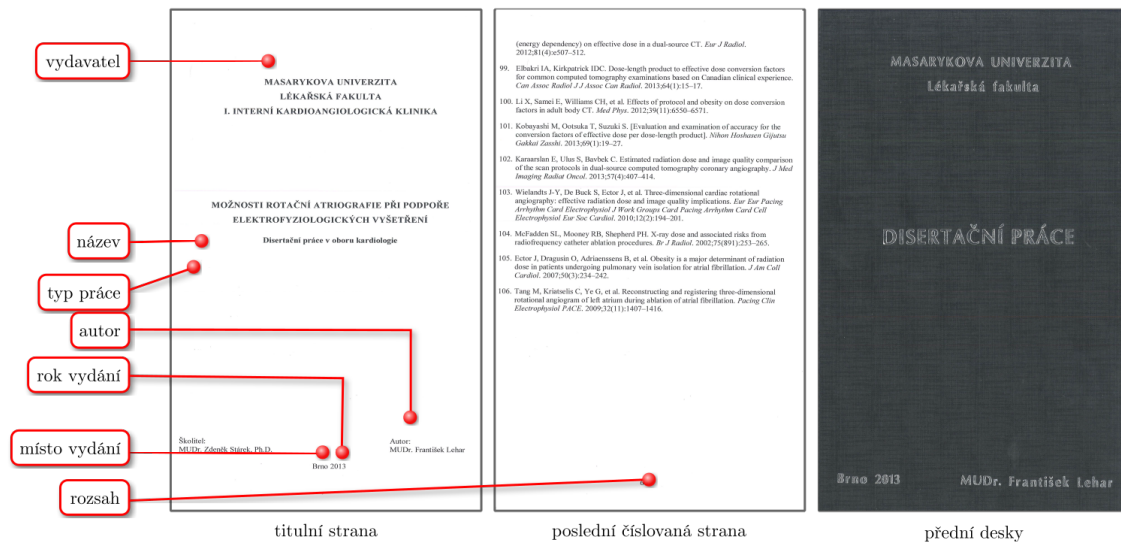 vydavatel
název
typ práce
autor
rok vydání
místo vydání
rozsah
MASARYKOVA UNIVERZITA
LÉKAŘSKÁ FAKULTA
I. INTERNÍ KARDIOANGIOLOGICKÁ KLINIKA
MOŽNOSTI ROTAČNÍ ATRIOGRAFIE PŘI PODPOŘE
ELEKTROFYZIOLOGICKÝCH VYŠETŘENÍ
Disertační práce v oboru kardiologie
Školitel:
MUDr. Zdeněk Stárek, Ph.D.
Autor:
MUDr. František Lehar
Brno 2013
titulní strana
(energy dependency) on effective dose in a dual-source CT. Eur J Radiol.
2012;81(4):e507–512.
99. Elbakri IA, Kirkpatrick IDC. Dose-length product to effective dose conversion factors
for common computed tomography examinations based on Canadian clinical experience.
Can Assoc Radiol J J Assoc Can Radiol. 2013;64(1):15–17.
100. Li X, Samei E, Williams CH, et al. Effects of protocol and obesity on dose conversion
factors in adult body CT. Med Phys. 2012;39(11):6550–6571.
101. Kobayashi M, Ootsuka T, Suzuki S. [Evaluation and examination of accuracy for the
conversion factors of effective dose per dose-length product]. Nihon Hoshasen Gijutsu
Gakkai Zasshi. 2013;69(1):19–27.
102. Karaarslan E, Ulus S, Bavbek C. Estimated radiation dose and image quality comparison
of the scan protocols in dual-source computed tomography coronary angiography. J Med
Imaging Radiat Oncol. 2013;57(4):407–414.
103. Wielandts J-Y, De Buck S, Ector J, et al. Three-dimensional cardiac rotational
angiography: effective radiation dose and image quality implications. Eur Eur Pacing
Arrhythm Card Electrophysiol J Work Groups Card Pacing Arrhythm Card Cell
Electrophysiol Eur Soc Cardiol. 2010;12(2):194–201.
104. McFadden SL, Mooney RB, Shepherd PH. X-ray dose and associated risks from
radiofrequency catheter ablation procedures. Br J Radiol. 2002;75(891):253–265.
105. Ector J, Dragusin O, Adriaenssens B, et al. Obesity is a major determinant of radiation
dose in patients undergoing pulmonary vein isolation for atrial fibrillation. J Am Coll
Cardiol. 2007;50(3):234–242.
106. Tang M, Kriatselis C, Ye G, et al. Reconstructing and registering three-dimensional
rotational angiogram of left atrium during ablation of atrial fibrillation. Pacing Clin
Electrophysiol PACE. 2009;32(11):1407–1416.
poslední číslovaná strana
MASARYKOVA UNIVERZITA
Lékařská fakulta
DISERTAČNÍ PRÁCE
Brno 2013
MUDr. František Lehar
přední desky